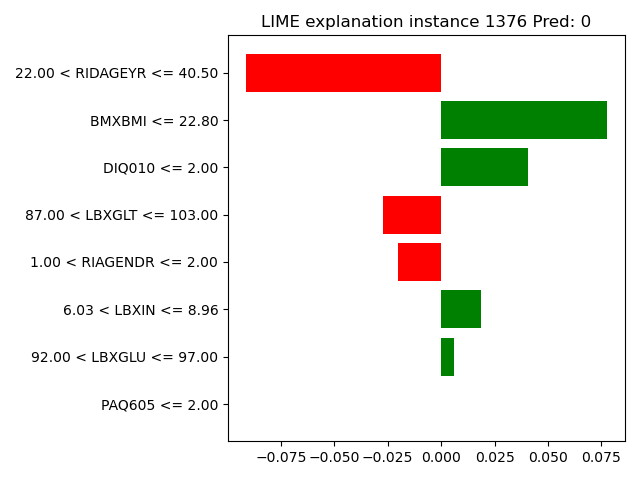 LIME explanation instance 1376 Pred: 0
22.00 < RIDAGEYR <= 40.50
BMXBMI <= 22.80
DIQ010 <= 2.00
87.00 < LBXGLT <= 103.00
1.00 < RIAGENDR <= 2.00
6.03 < LBXIN <= 8.96
92.00 < LBXGLU <= 97.00
PAQ605 <= 2.00
−0.075 −0.050 −0.025 0.000 0.025 0.050 0.075